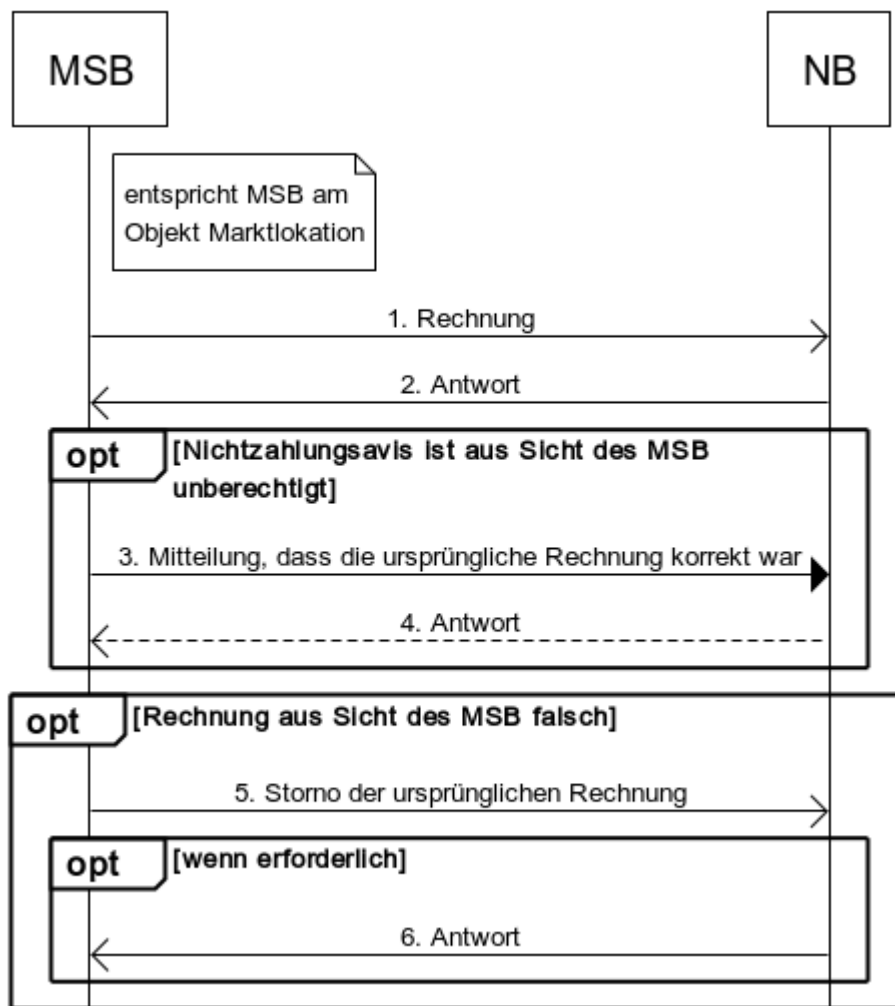 MSB
NB
entspricht MSB am
Objekt Marktlokation
1. Rechnung
2. Antwort
opt
[Nichtzahlungsavis ist aus Sicht des MSB
unberechtigt]
3. Mitteilung, dass die ursprüngliche Rechnung korrekt war
4. Antwort
opt
[Rechnung aus Sicht des MSB falsch]
5. Storno der ursprünglichen Rechnung
opt
[wenn erforderlich]
6. Antwort